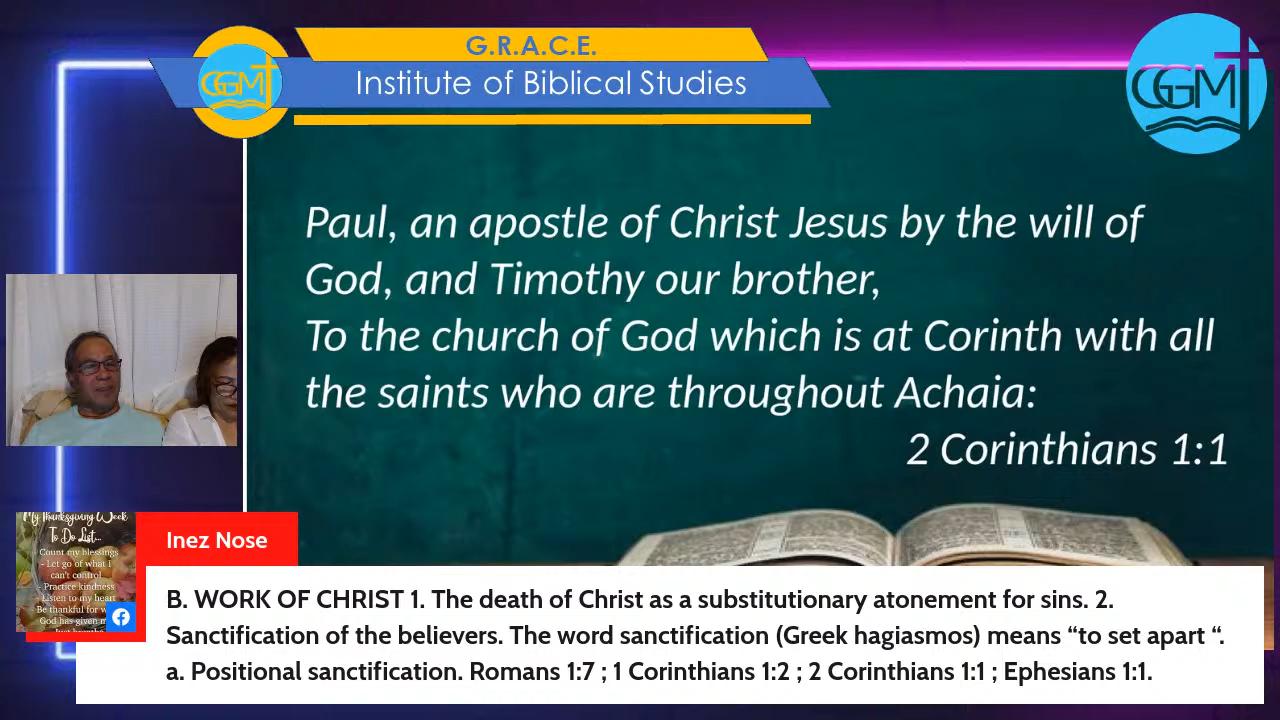 G.R.A.C.E.
Institute of Biblical Studies
CGM
CGM
Paul, an apostle of Christ Jesus by the will of
God, and Timothy our brother,
To the church of God which is at Corinth with all
the saints who are throughout Achaia:
2 Corinthians 1:1
My Thanksgiving Week
To Do List...
Count my blessings
- Let go of what I
can't control
- Practice kindness
Listen to my heart
Be thankful for
God has given
Just breathe
Inez Nose
B. WORK OF CHRIST 1. The death of Christ as a substitutionary atonement for sins. 2.
Sanctification of the believers. The word sanctification (Greek hagiasmos) means “to set apart “.
a. Positional sanctification. Romans 1:7 ; 1 Corinthians 1:2 ; 2 Corinthians 1:1 ; Ephesians 1:1.